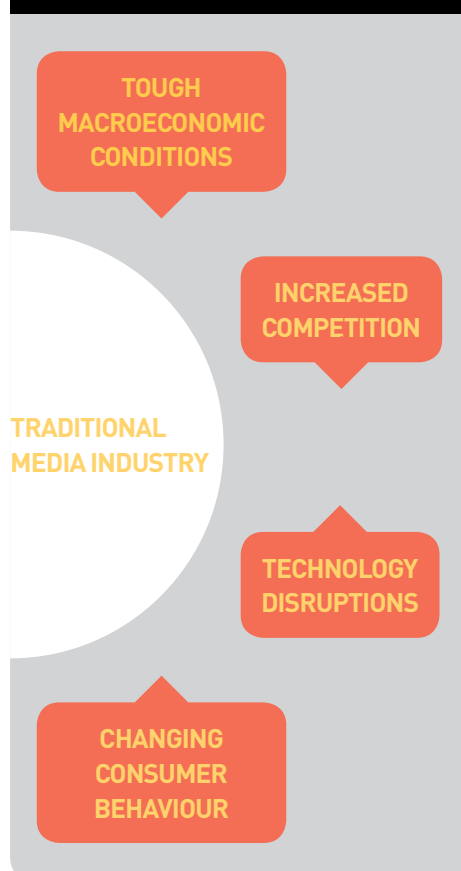 TOUGH
MACROECONOMIC
CONDITIONS
INCREASED
COMPETITION
TRADITIONAL
MEDIA INDUSTRY
TECHNOLOGY
DISRUPTIONS
CHANGING
CONSUMER
BEHAVIOUR